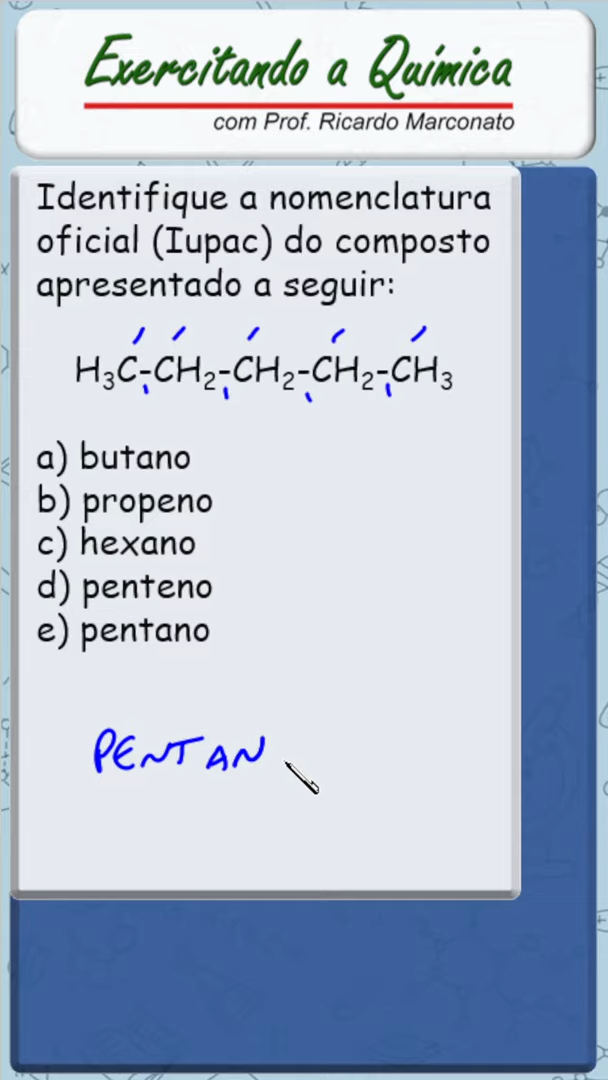 Exercitando a Química
com Prof. Ricardo Marconato
Identifique a nomenclatura
oficial (Iupac) do composto
apresentado a seguir:
H₃C-CH₂-CH₂-CH₂-CH₃
a) butano
b) propeno
c) hexano
d) penteno
e) pentano
PENTAN